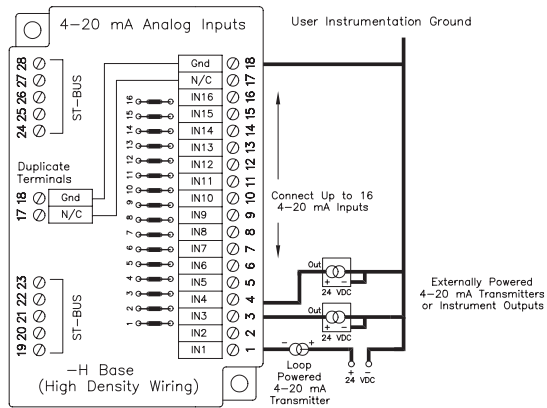 4-20 mA Analog Inputs
User Instrumentation Ground
28
27
26
25
24
ST-BUS
Gnd 18
N/C 17
16 IN16 16
15 IN15 15
14 IN14 14
13 IN13 13
12 IN12 12
11 IN11 11
10 IN10 10
9 IN9 9
8 IN8 8
7 IN7 7
6 IN6 6
5 IN5 5
4 IN4 4
3 IN3 3
2 IN2 2
1 IN1 1
Duplicate
Terminals
18 Gnd
17 N/C
Connect Up to 16
4-20 mA Inputs
23
22
21
20
19
ST-BUS
Out
+ -
24 VDC
Out
+ -
24 VDC
Externally Powered
4-20 mA Transmitters
or Instrument Outputs
- +
Loop
Powered
4-20 mA
Transmitter
+ -
24 VDC
-H Base
(High Density Wiring)